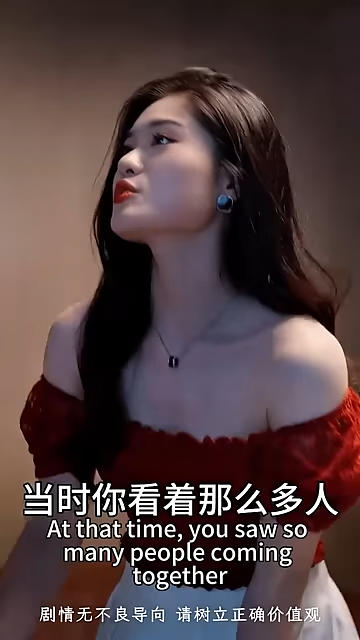 当时你看着那么多人
At that time, you saw so
many people coming
together
剧情无不良导向 请树立正确价值观